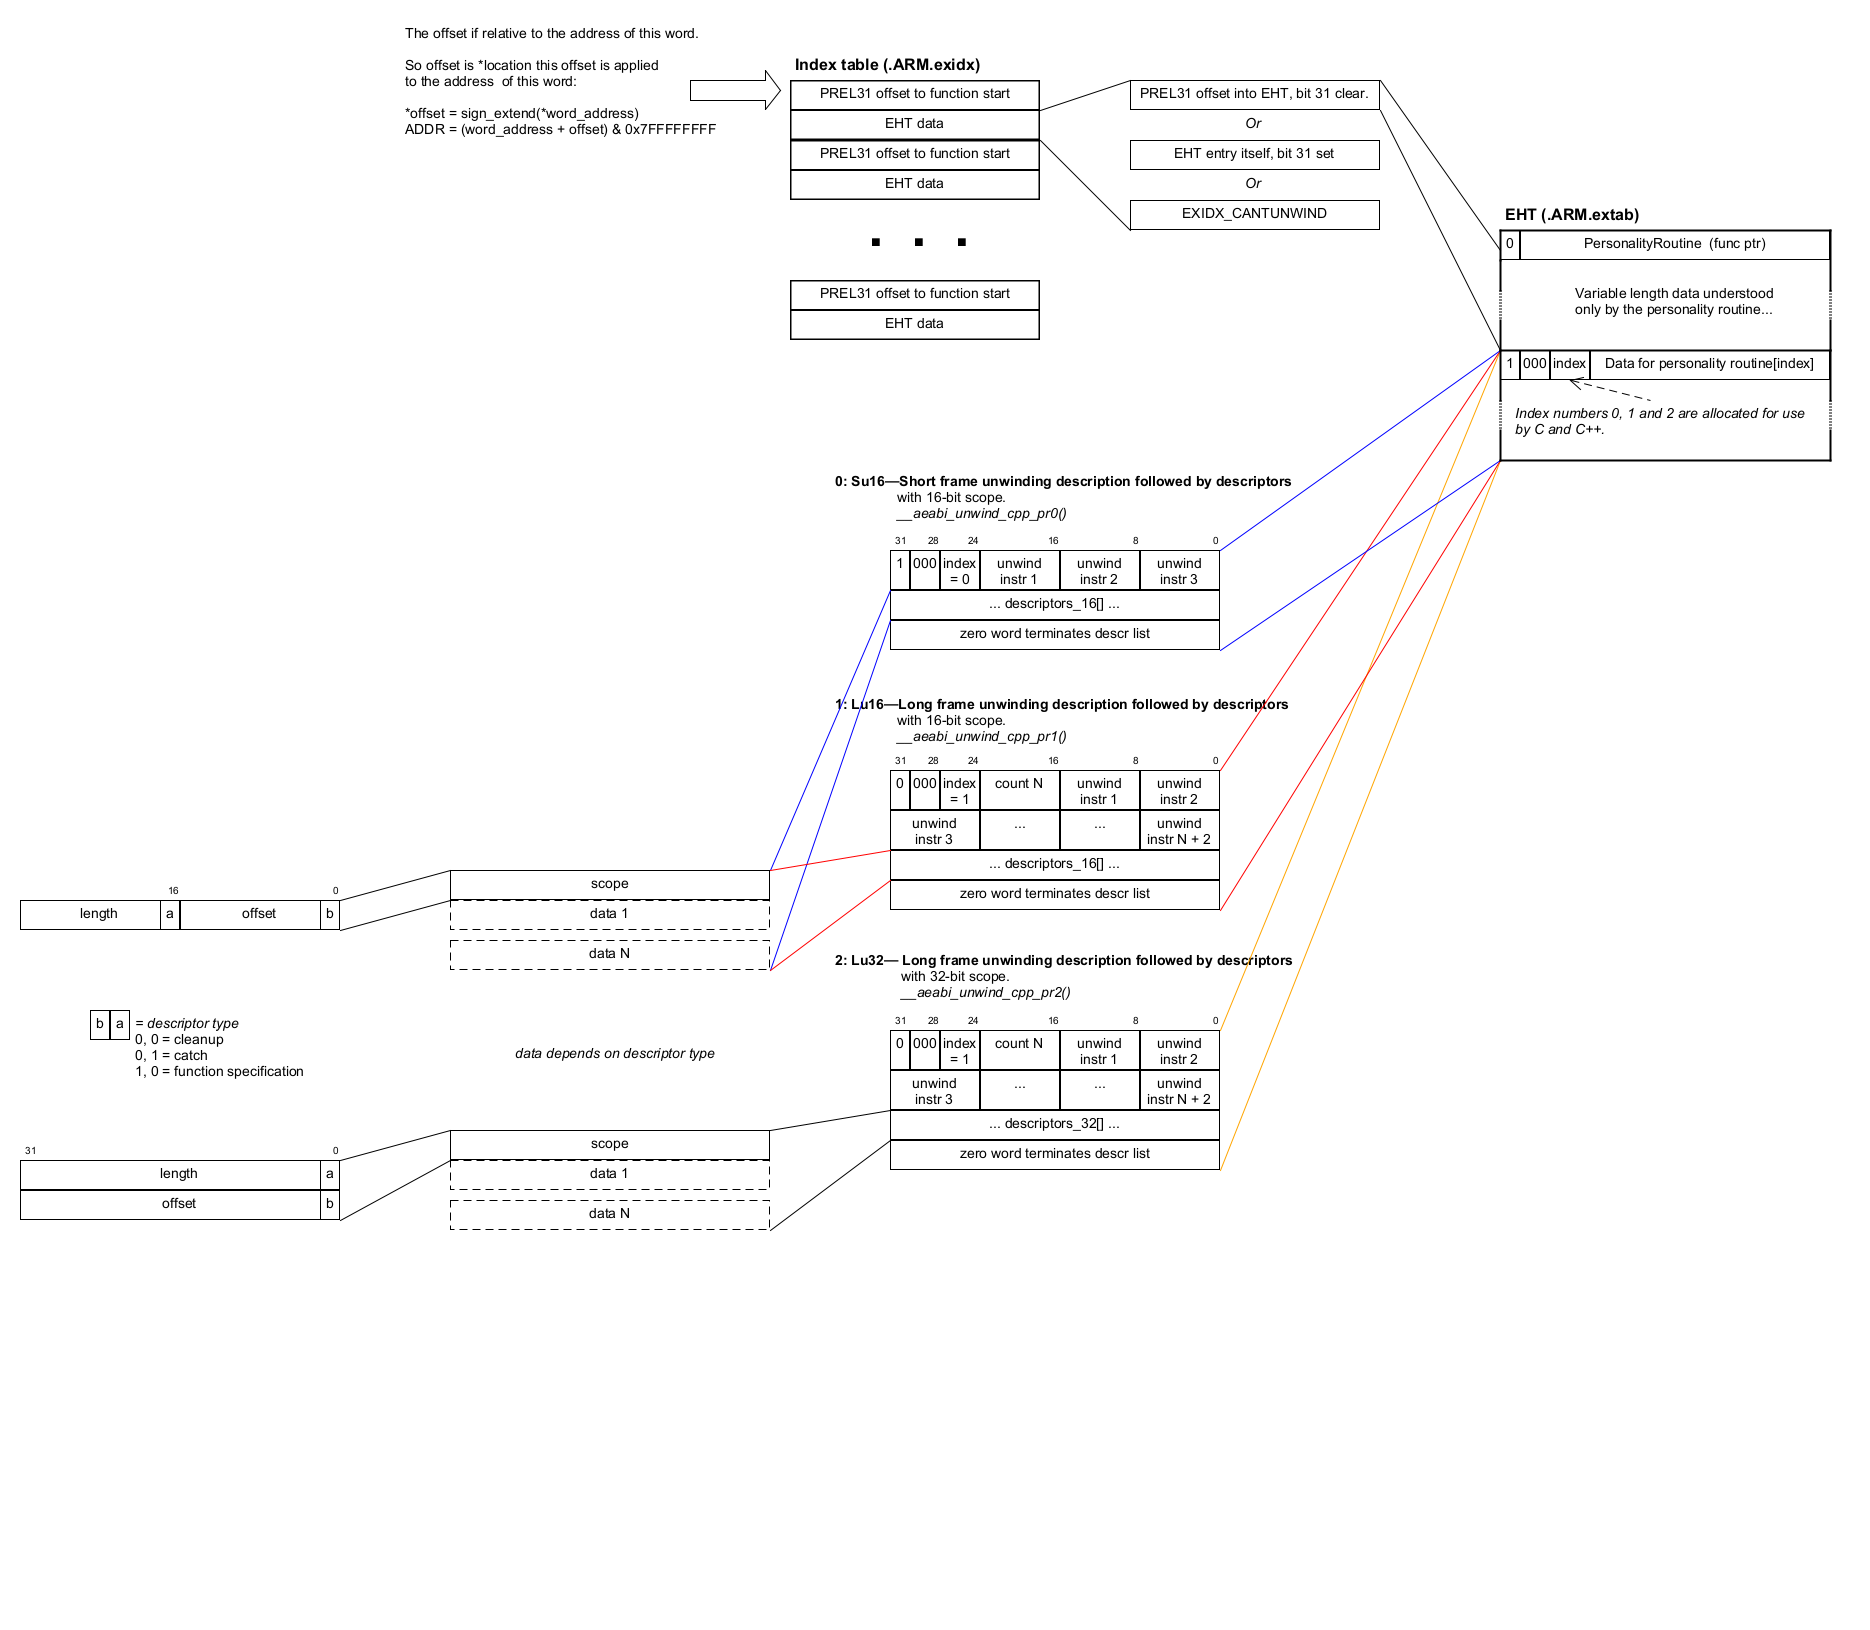 The offset if relative to the address of this word.
So offset is *location this offset is applied
to the address  of this word:
*offset = sign_extend(*word_address)
ADDR = (word_address + offset) & 0x7FFFFFFFF
Index table (.ARM.exidx)
PREL31 offset to function start
EHT data
PREL31 offset to function start
EHT data
PREL31 offset to function start
EHT data
PREL31 offset into EHT, bit 31 clear.
Or
EHT entry itself, bit 31 set
Or
EXIDX_CANTUNWIND
EHT (.ARM.extab)
0 PersonalityRoutine  (func ptr)
Variable length data understood
only by the personality routine...
1 000 index Data for personality routine[index]
Index numbers 0, 1 and 2 are allocated for use
by C and C++.
0: Su16—Short frame unwinding description followed by descriptors
with 16-bit scope.
__aeabi_unwind_cpp_pr0()
31 28 24 16 8 0
1 000 index unwind unwind unwind
= 0 instr 1 instr 2 instr 3
... descriptors_16[] ...
zero word terminates descr list
1: Lu16—Long frame unwinding description followed by descriptors
with 16-bit scope.
__aeabi_unwind_cpp_pr1()
31 28 24 16 8 0
0 000 index count N unwind unwind
= 1 instr 1 instr 2
unwind ... ... unwind
instr 3 instr N + 2
... descriptors_16[] ...
zero word terminates descr list
scope
data 1
data N
16 0
length a offset b
2: Lu32— Long frame unwinding description followed by descriptors
with 32-bit scope.
__aeabi_unwind_cpp_pr2()
31 28 24 16 8 0
0 000 index count N unwind unwind
= 1 instr 1 instr 2
unwind ... ... unwind
instr 3 instr N + 2
... descriptors_32[] ...
zero word terminates descr list
b a = descriptor type
0, 0 = cleanup
0, 1 = catch
1, 0 = function specification
data depends on descriptor type
scope
data 1
data N
31 0
length a
offset b